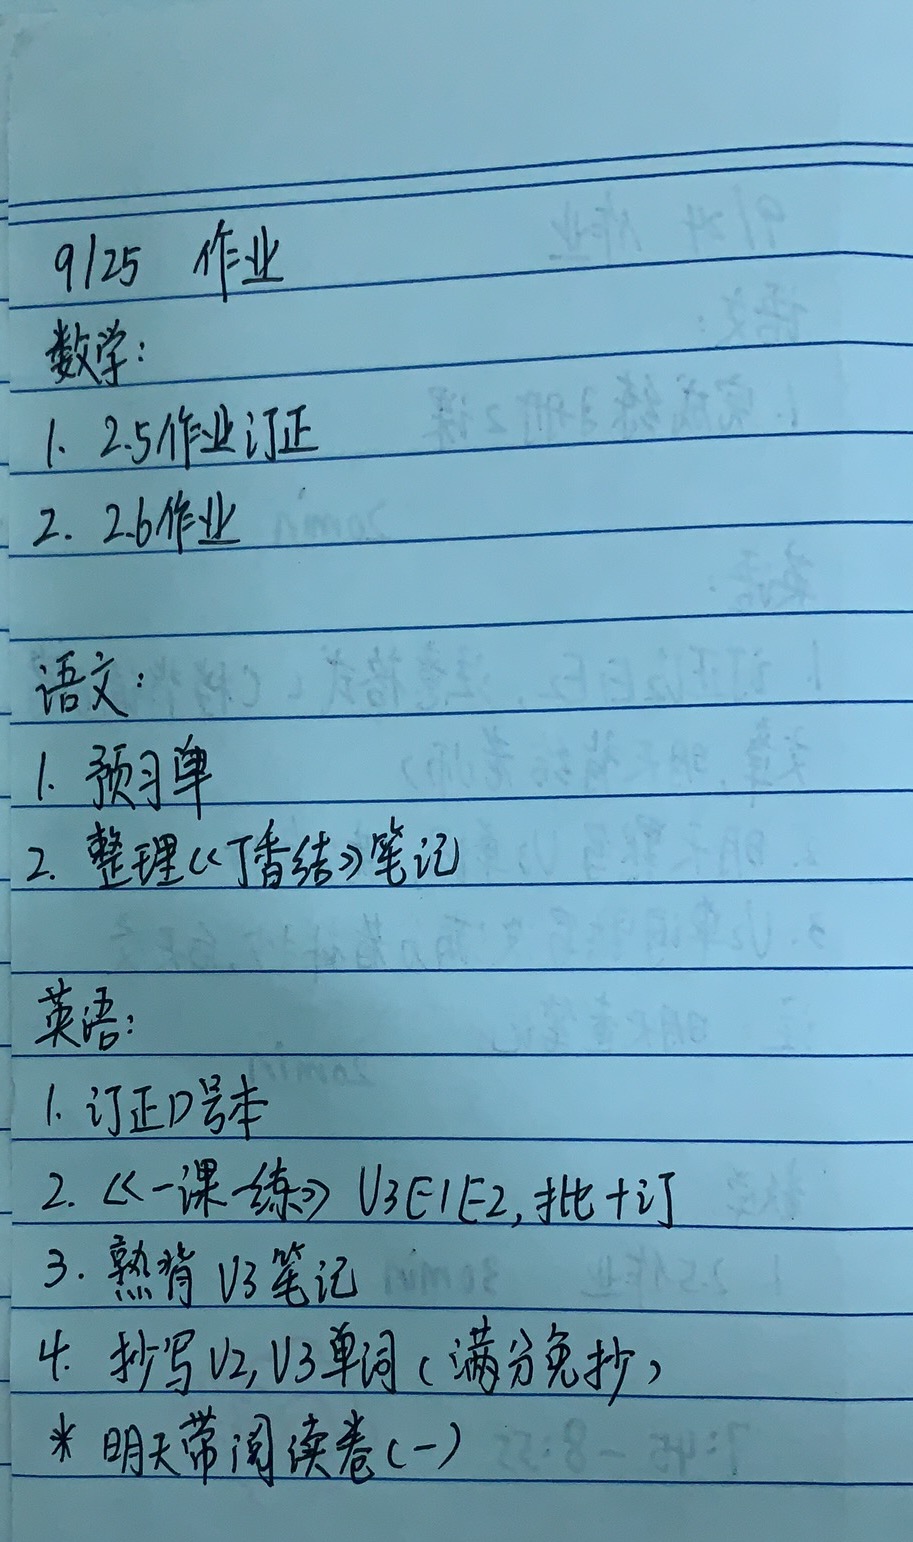 9/25 作业
数学:
1. 2.5作业订正
2. 2.6作业
语文:
1. 预习单
2. 整理《丁香结》笔记
英语:
1. 订正D号本
2.《一课一练》U3E1E2,批+订
3. 熟背U3笔记
4. 抄写U2,U3单词(满分免抄)
* 明天带阅读卷(一)